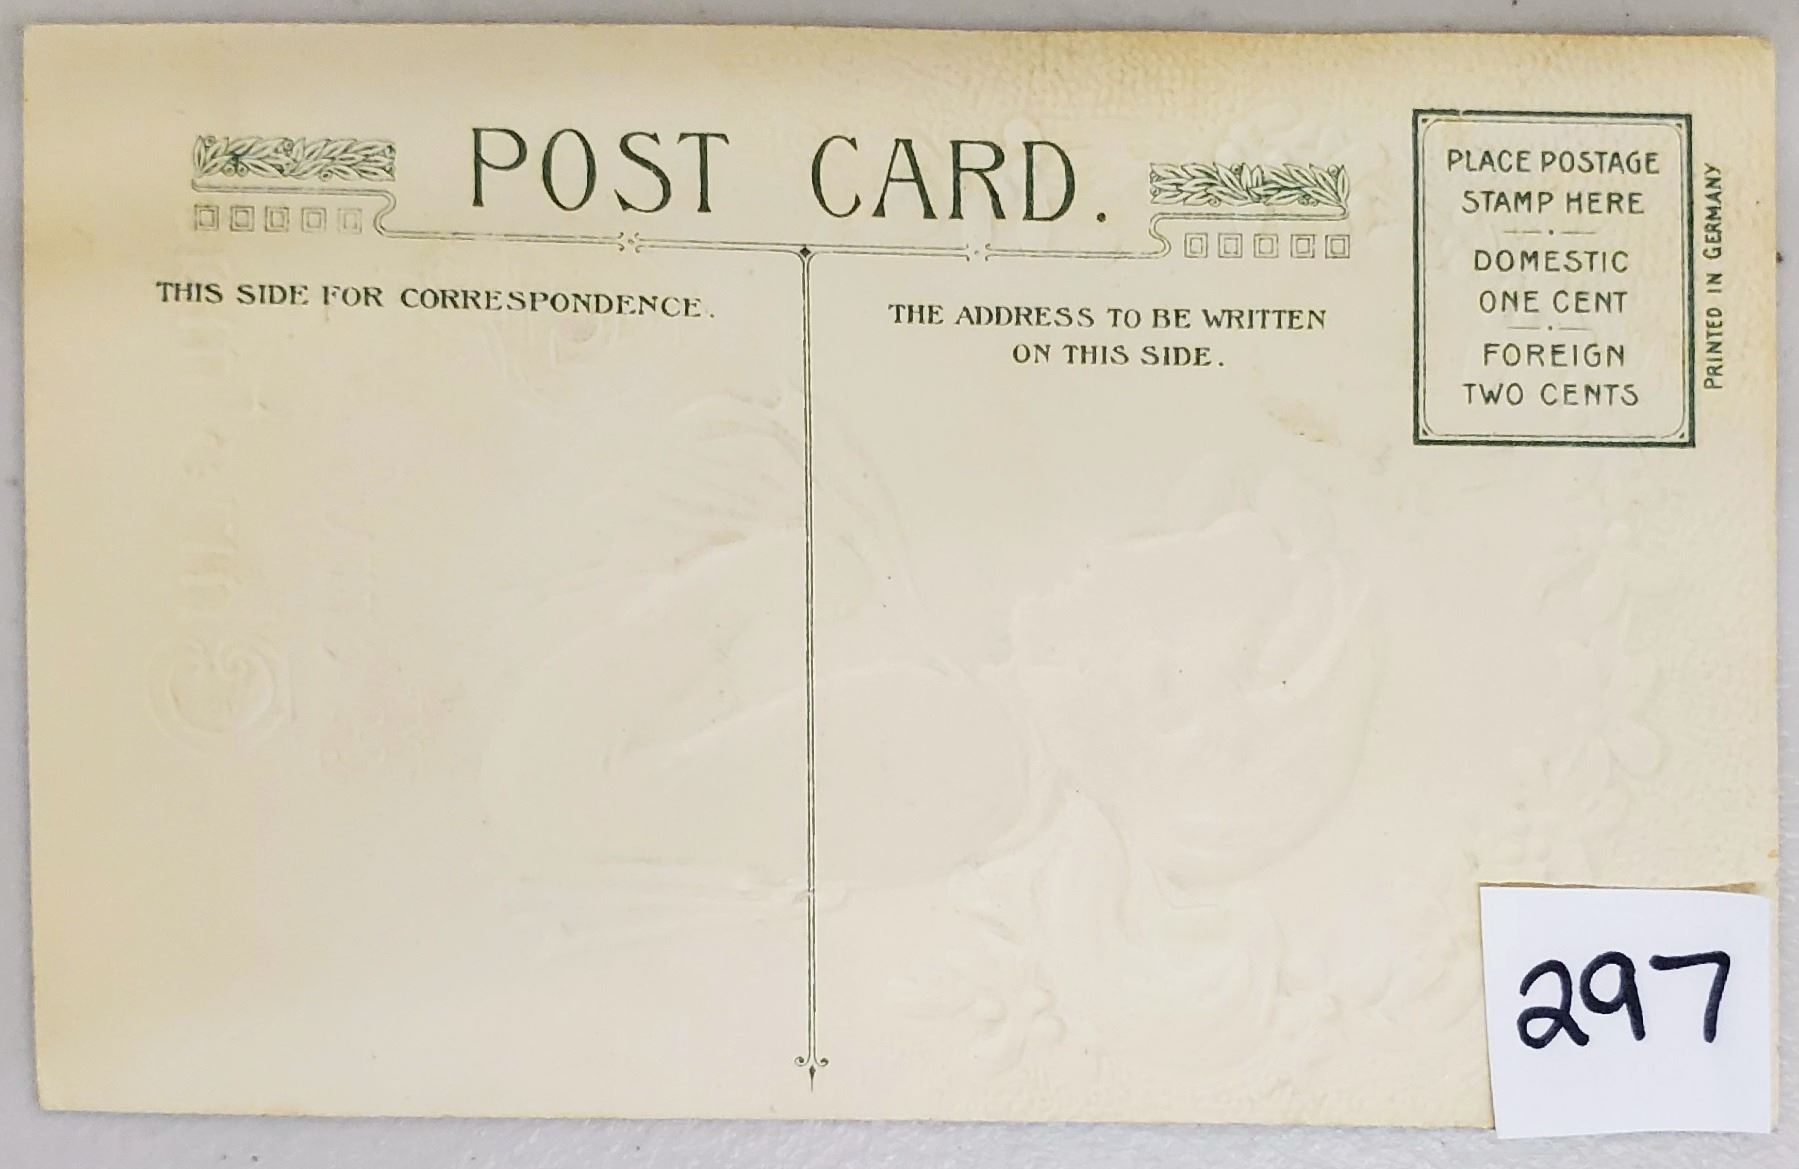 POST CARD.
THIS SIDE FOR CORRESPONDENCE.
THE ADDRESS TO BE WRITTEN
ON THIS SIDE.
PLACE POSTAGE
STAMP HERE
DOMESTIC
ONE CENT
FOREIGN
TWO CENTS
PRINTED IN GERMANY
297